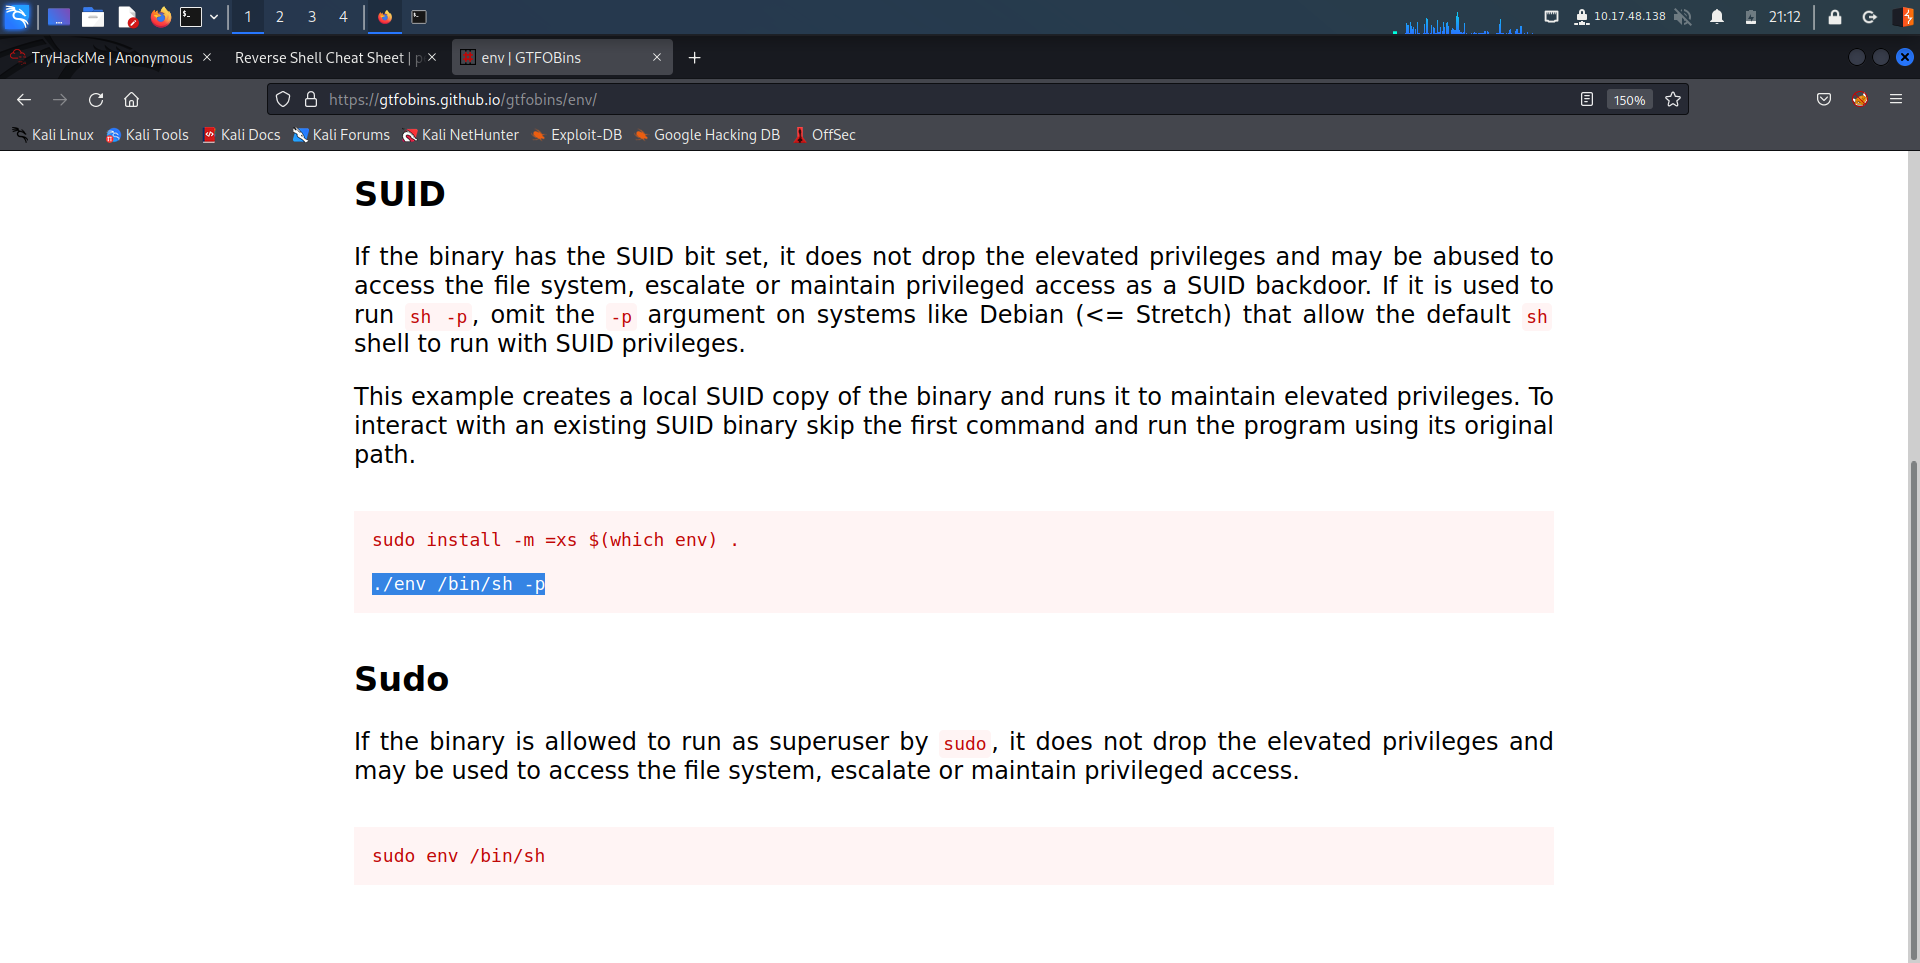 1 2 3 4 10.17.48.138 21:12
TryHackMe | Anonymous Reverse Shell Cheat Sheet | env | GTFOBins
https://gtfobins.github.io/gtfobins/env/ 150%
Kali Linux Kali Tools Kali Docs Kali Forums Kali NetHunter Exploit-DB Google Hacking DB OffSec
SUID
If the binary has the SUID bit set, it does not drop the elevated privileges and may be abused to
access the file system, escalate or maintain privileged access as a SUID backdoor. If it is used to
run sh -p, omit the -p argument on systems like Debian (<= Stretch) that allow the default sh
shell to run with SUID privileges.
This example creates a local SUID copy of the binary and runs it to maintain elevated privileges. To
interact with an existing SUID binary skip the first command and run the program using its original
path.
sudo install -m =xs $(which env) .
./env /bin/sh -p
Sudo
If the binary is allowed to run as superuser by sudo, it does not drop the elevated privileges and
may be used to access the file system, escalate or maintain privileged access.
sudo env /bin/sh